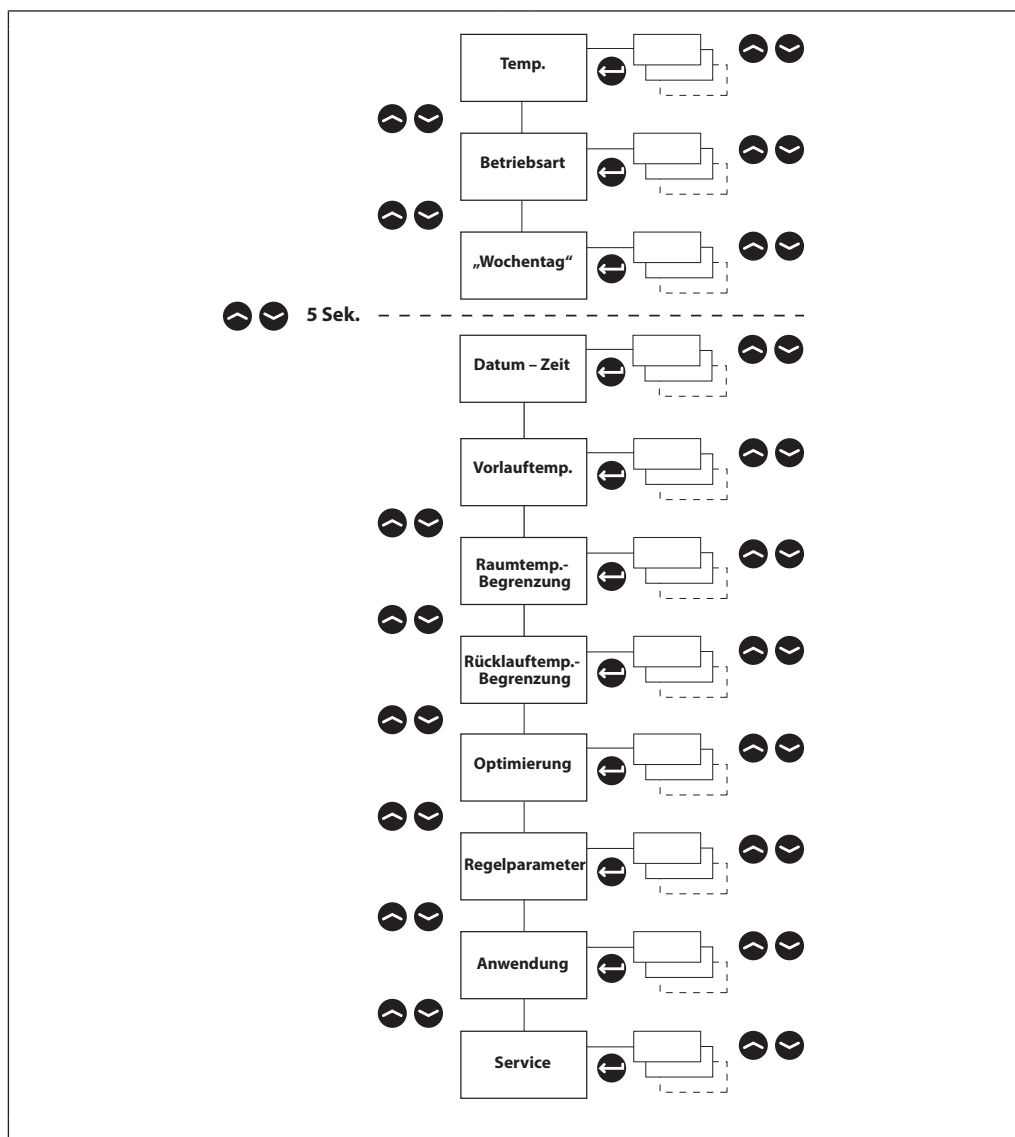 Temp.
Betriebsart
„Wochentag“
5 Sek.
Datum – Zeit
Vorlauftemp.
Raumtemp.-
Begrenzung
Rücklauftemp.-
Begrenzung
Optimierung
Regelparameter
Anwendung
Service